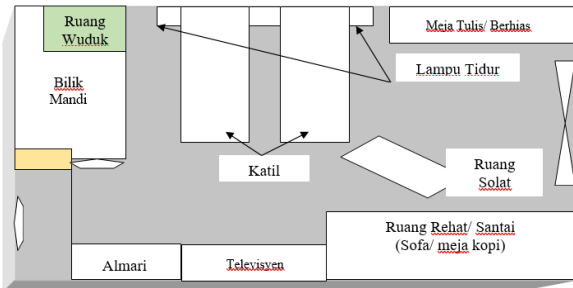 Ruang
Wuduk
Bilik
Mandi
Meja Tulis/ Berhias
Lampu Tidur
Katil
Ruang
Solat
Ruang Rehat/ Santai
(Sofa/ meja kopi)
Almari
Televisyen